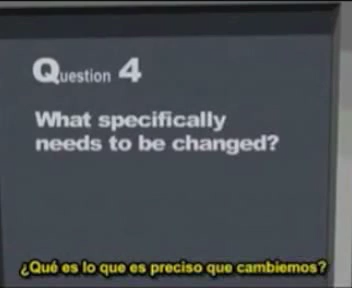 Question 4
What specifically
needs to be changed?
¿Qué es lo que es preciso que cambiemos?